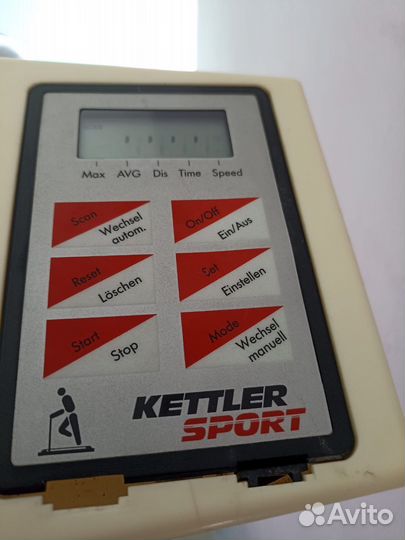 Max AVG Dis Time Speed
Scan
Wechsel
autom.
On/Off
Ein/Aus
Reset
Löschen
Set
Einstellen
Start
Stop
Mode
Wechsel
manuell
KETTLER
SPORT
Avito